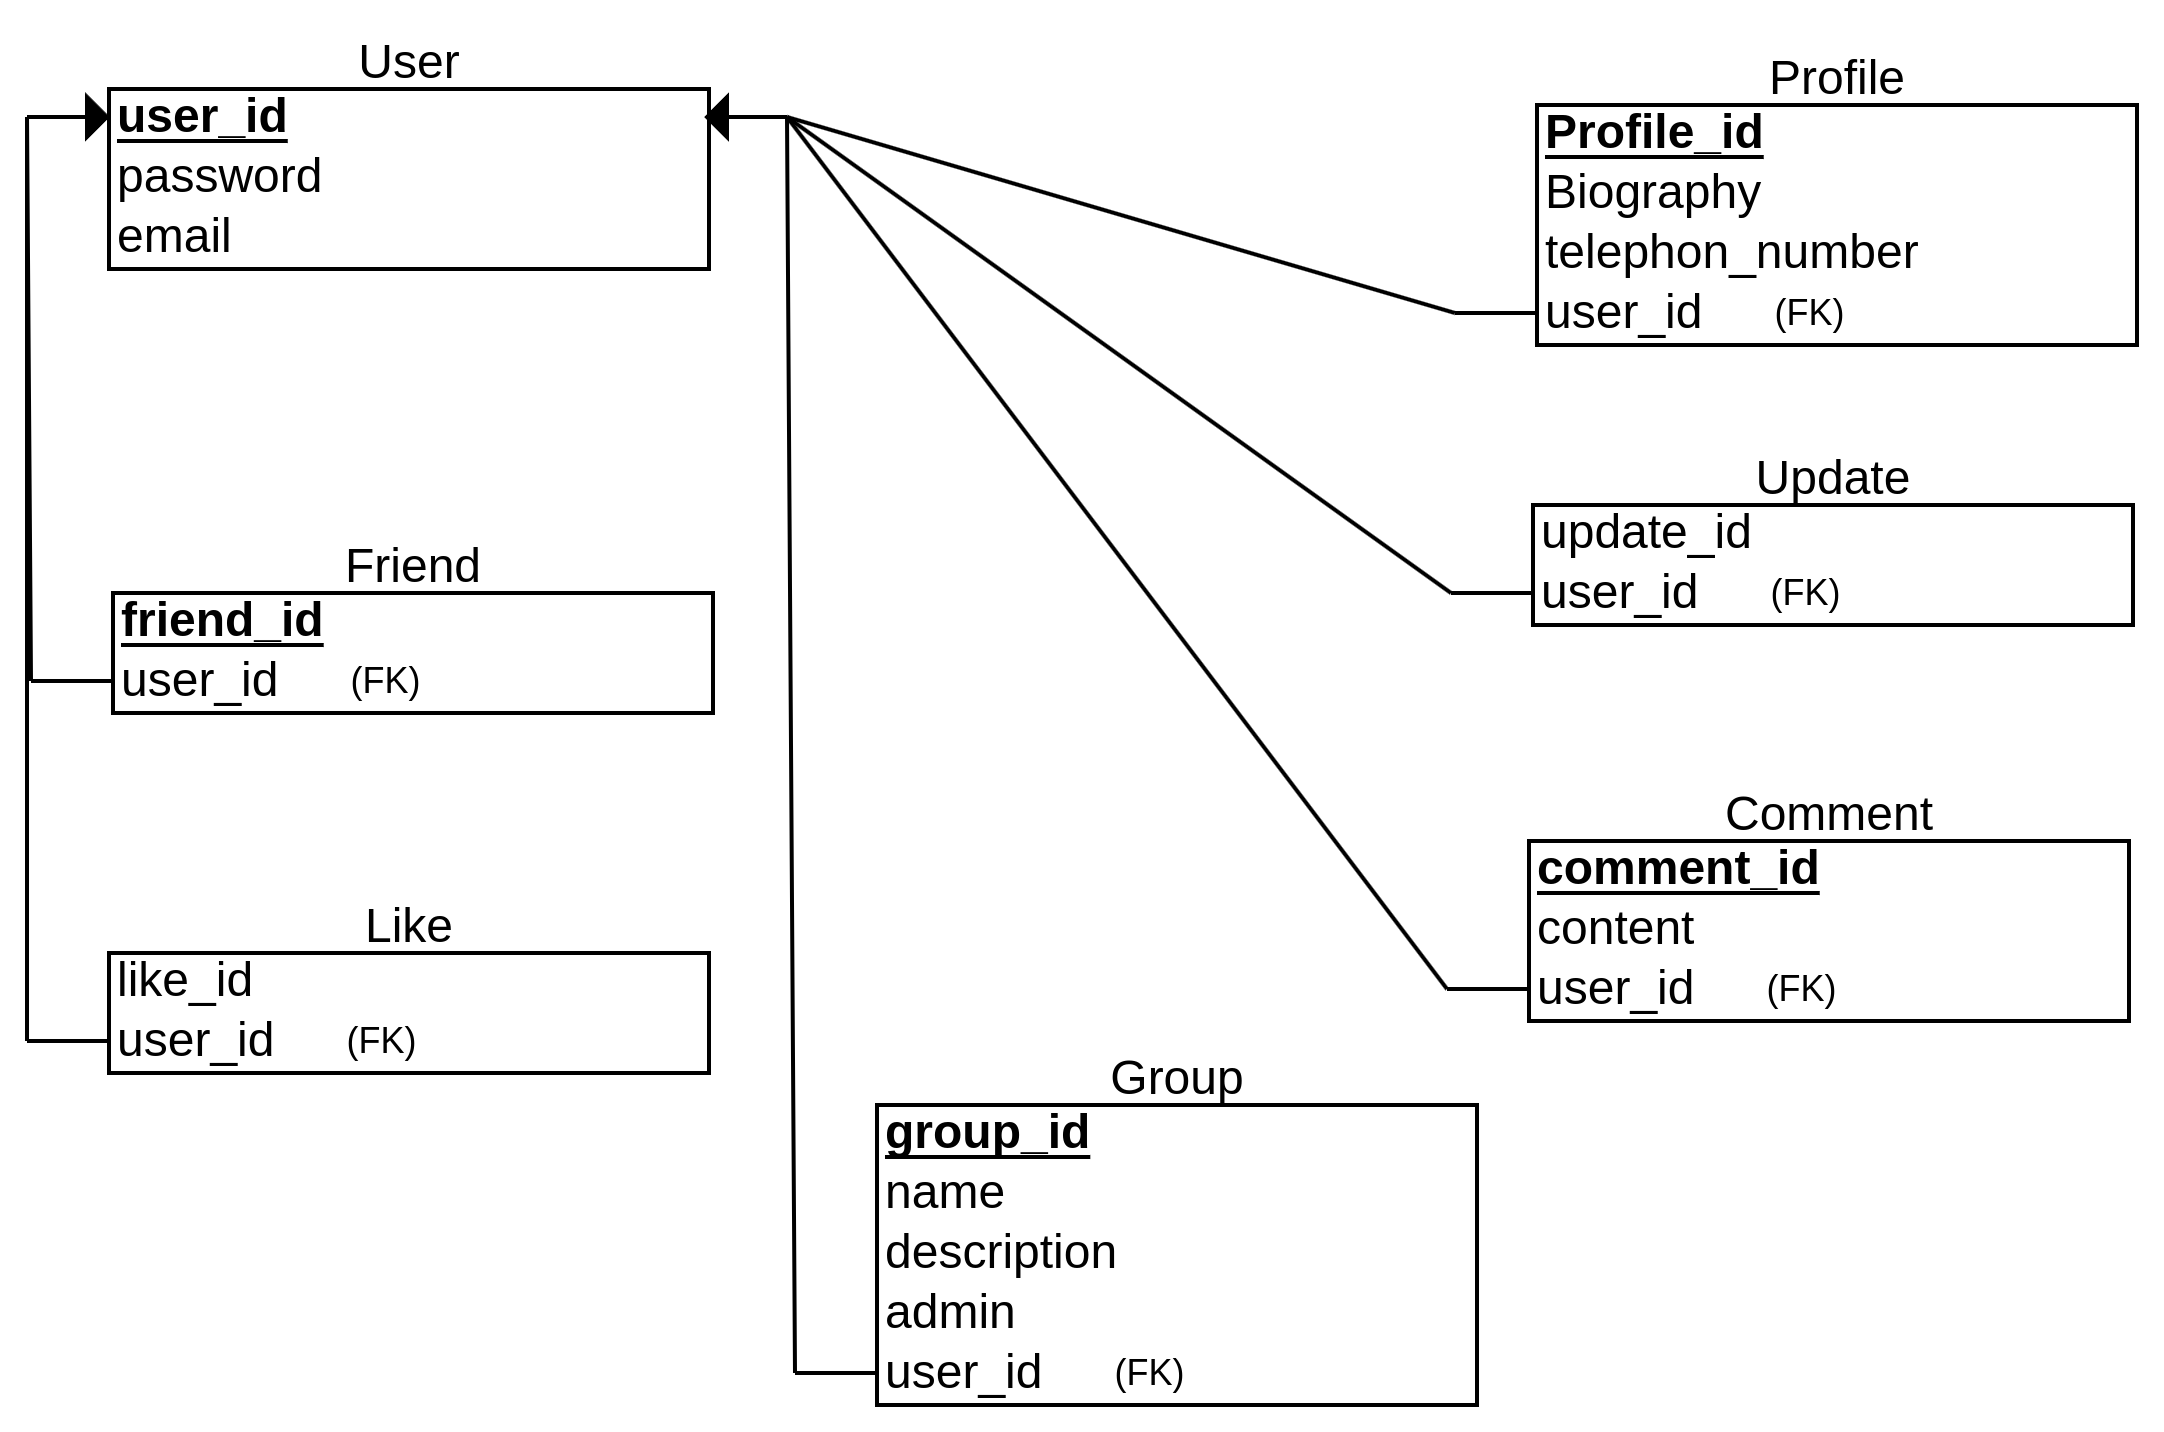 User
user_id
password
email
Profile
Profile_id
Biography
telephon_number
user_id (FK)
Update
update_id
user_id (FK)
Friend
friend_id
user_id (FK)
Comment
comment_id
content
user_id (FK)
Like
like_id
user_id (FK)
Group
group_id
name
description
admin
user_id (FK)